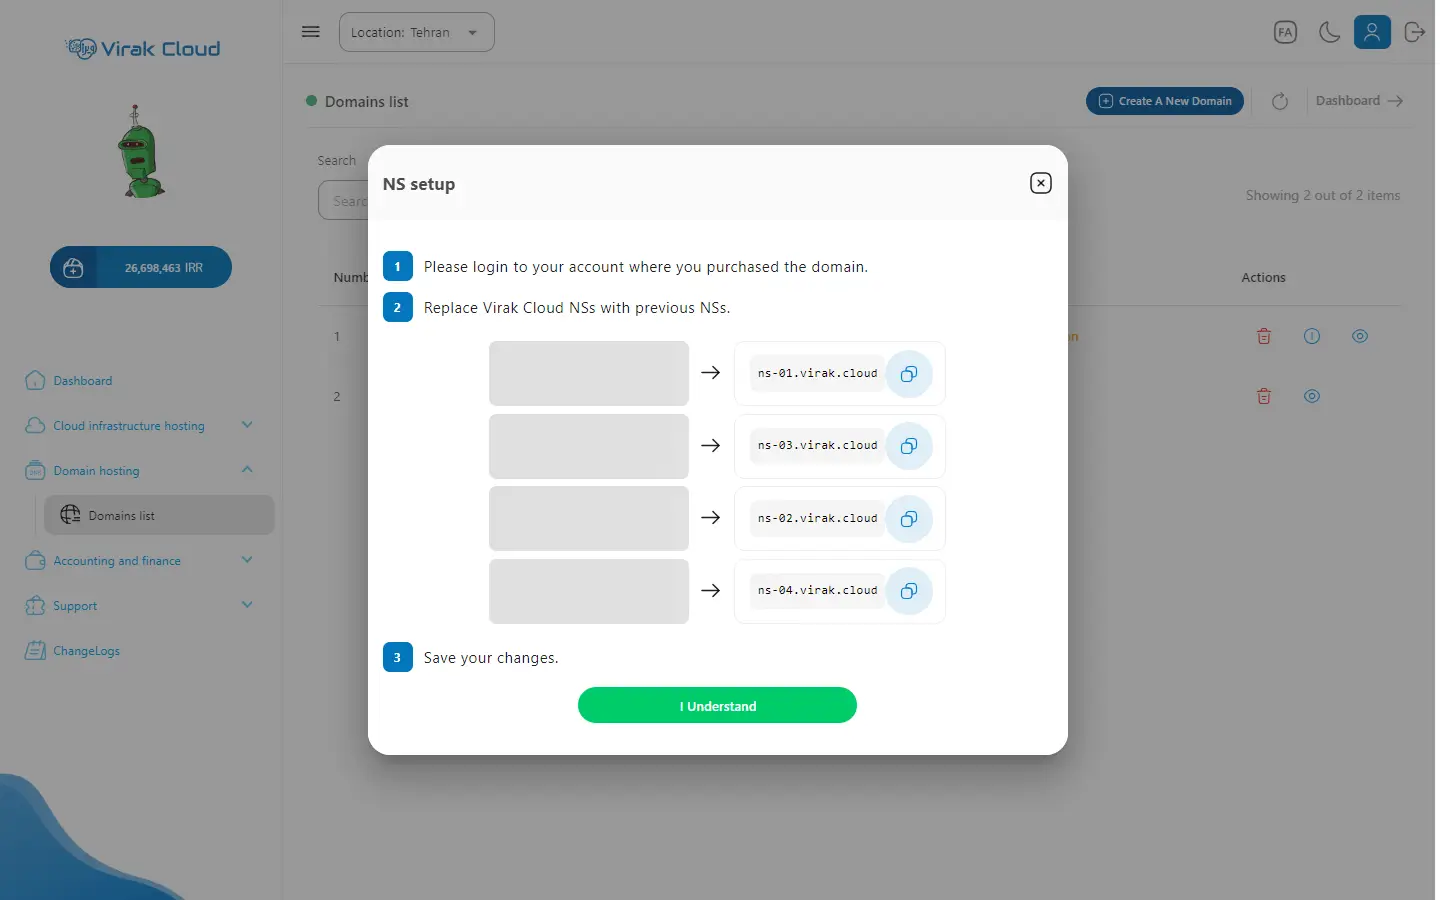 Virak Cloud
26,698,463 IRR
Dashboard
Cloud infrastructure hosting
Domain hosting
Domains list
Accounting and finance
Support
ChangeLogs
Location: Tehran
FA
Domains list
Create A New Domain
Dashboard
Search
Searc
Showing 2 out of 2 items
Numb
Actions
1
2
NS setup
1 Please login to your account where you purchased the domain.
2 Replace Virak Cloud NSs with previous NSs.
ns-01.virak.cloud
ns-03.virak.cloud
ns-02.virak.cloud
ns-04.virak.cloud
3 Save your changes.
I Understand